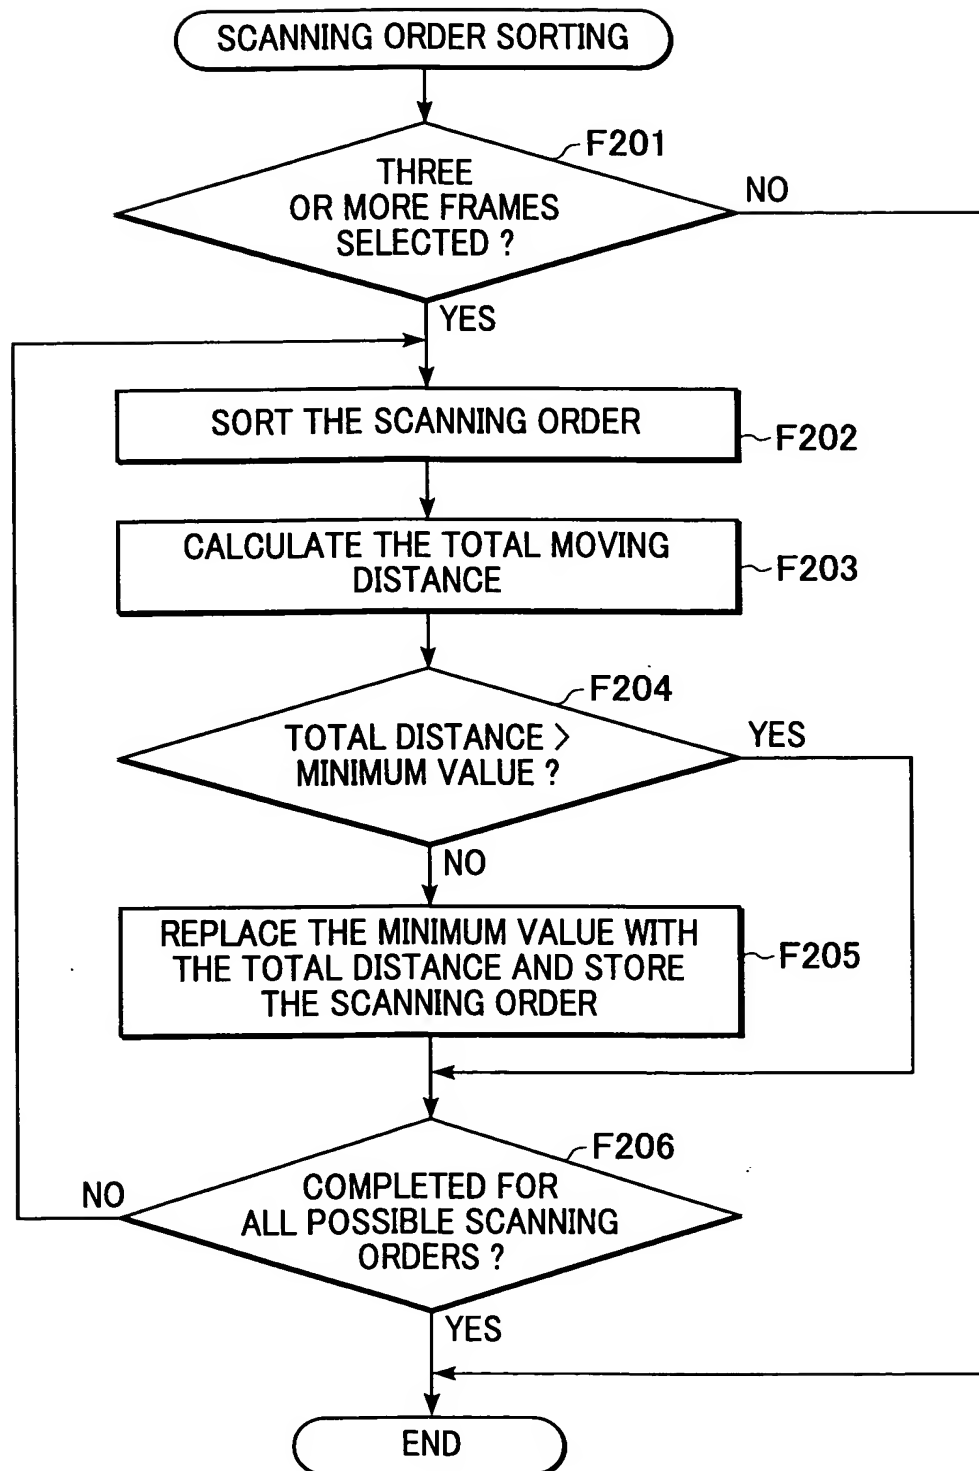 SCANNING ORDER SORTING
F201
THREE
OR MORE FRAMES
SELECTED ?
NO
YES
SORT THE SCANNING ORDER
F202
CALCULATE THE TOTAL MOVING
DISTANCE
F203
F204
TOTAL DISTANCE >
MINIMUM VALUE ?
YES
NO
REPLACE THE MINIMUM VALUE WITH
THE TOTAL DISTANCE AND STORE
THE SCANNING ORDER
F205
F206
NO
COMPLETED FOR
ALL POSSIBLE SCANNING
ORDERS ?
YES
END